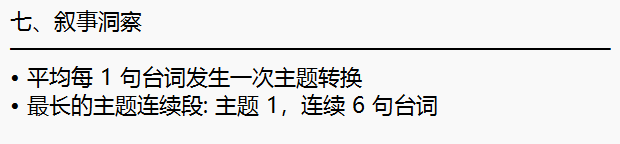 七、叙事洞察
• 平均每 1 句台词发生一次主题转换
• 最长的主题连续段: 主题 1，连续 6 句台词